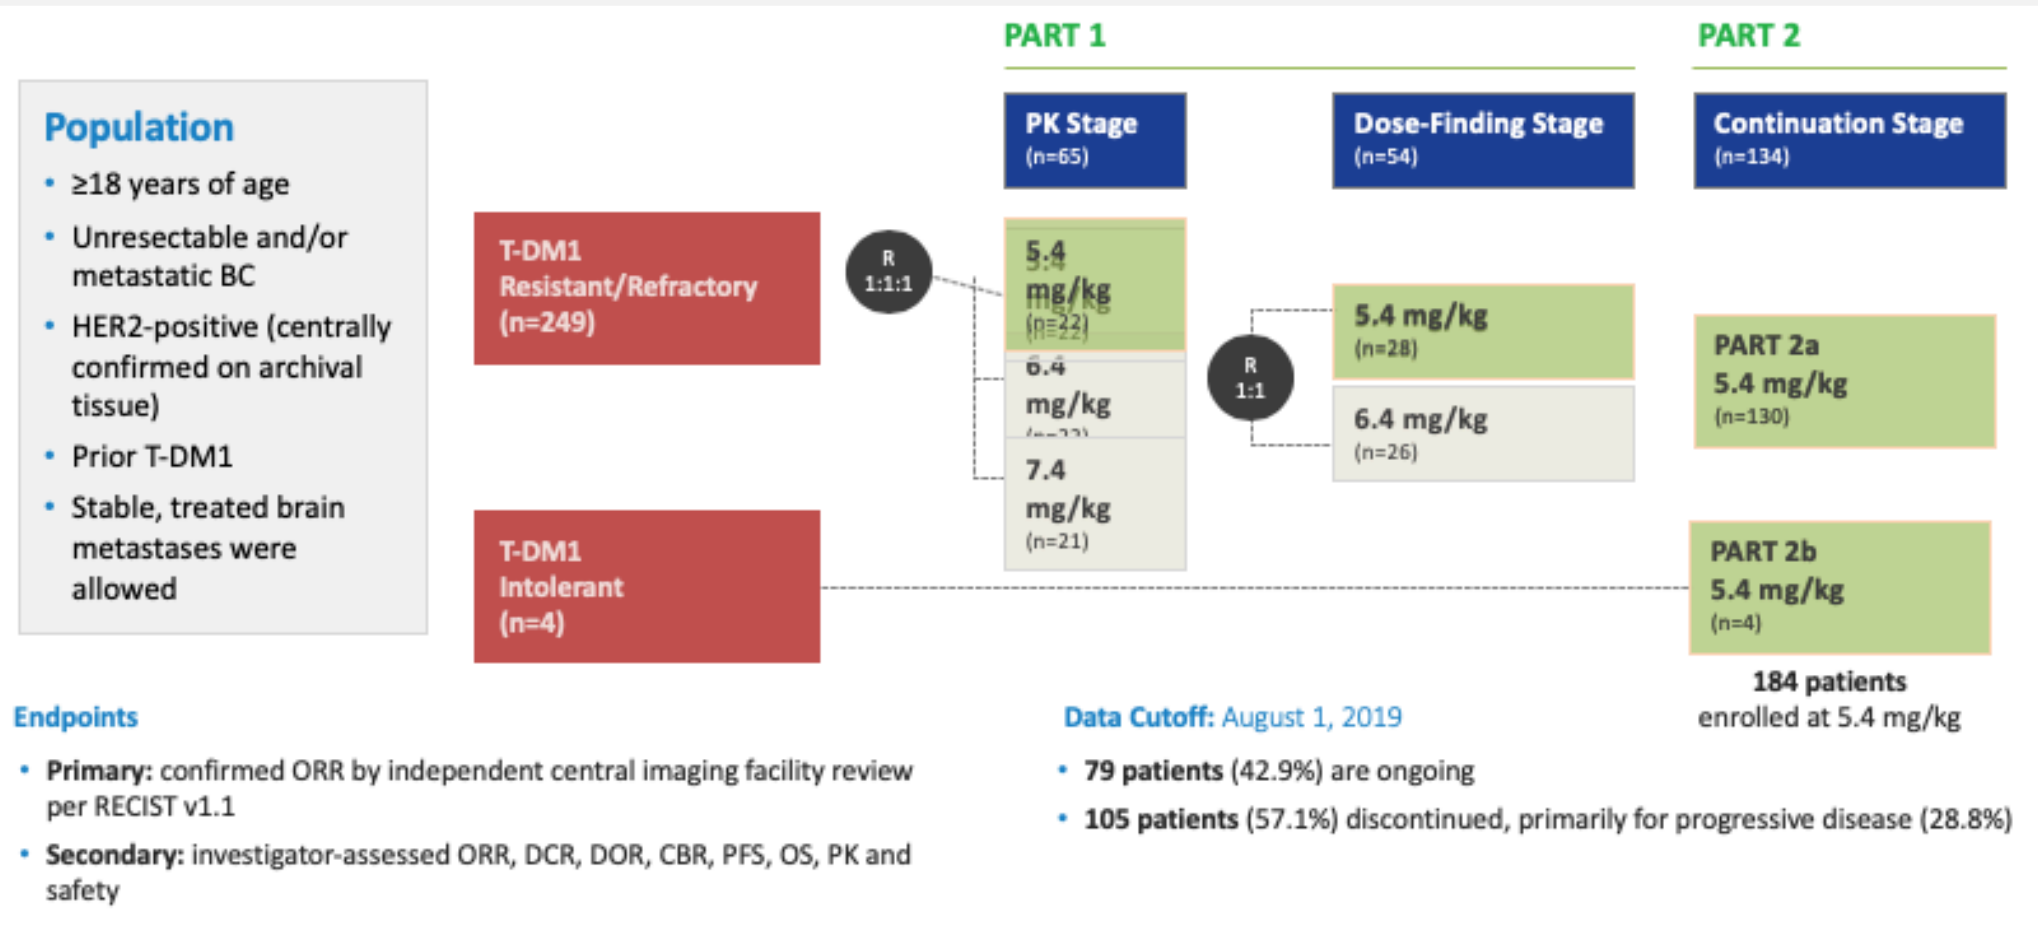 PART 1
PART 2
Population
• ≥18 years of age
• Unresectable and/or
metastatic BC
• HER2-positive (centrally
confirmed on archival
tissue)
• Prior T-DM1
• Stable, treated brain
metastases were
allowed
T-DM1
Resistant/Refractory
(n=249)
T-DM1
Intolerant
(n=4)
R
1:1:1
PK Stage
(n=65)
5.4
mg/kg
(n=22)
6.4
mg/kg
(n=22)
7.4
mg/kg
(n=21)
R
1:1
Dose-Finding Stage
(n=54)
5.4 mg/kg
(n=28)
6.4 mg/kg
(n=26)
Continuation Stage
(n=134)
PART 2a
5.4 mg/kg
(n=130)
PART 2b
5.4 mg/kg
(n=4)
184 patients
enrolled at 5.4 mg/kg
Endpoints
• Primary: confirmed ORR by independent central imaging facility review
per RECIST v1.1
• Secondary: investigator-assessed ORR, DCR, DOR, CBR, PFS, OS, PK and
safety
Data Cutoff: August 1, 2019
• 79 patients (42.9%) are ongoing
• 105 patients (57.1%) discontinued, primarily for progressive disease (28.8%)